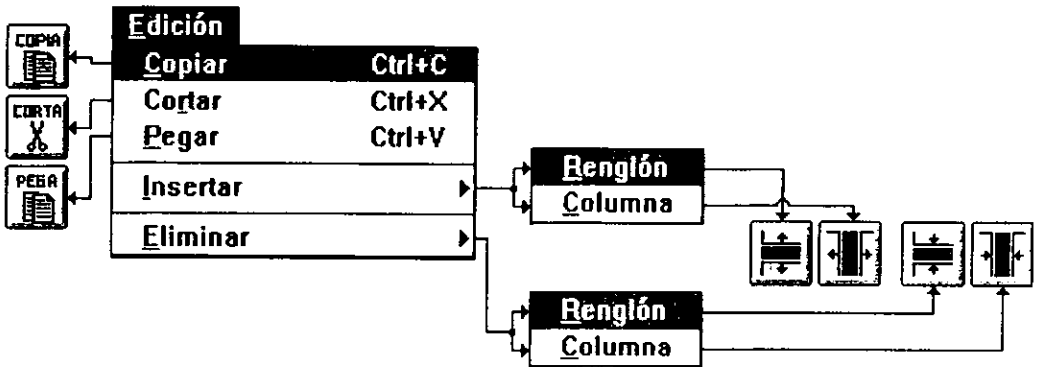 Edición
COPIA
Copiar Ctrl+C
CORTA
Cortar Ctrl+X
Pegar Ctrl+V
PEGA
Insertar
Renglón
Columna
Eliminar
Renglón
Columna